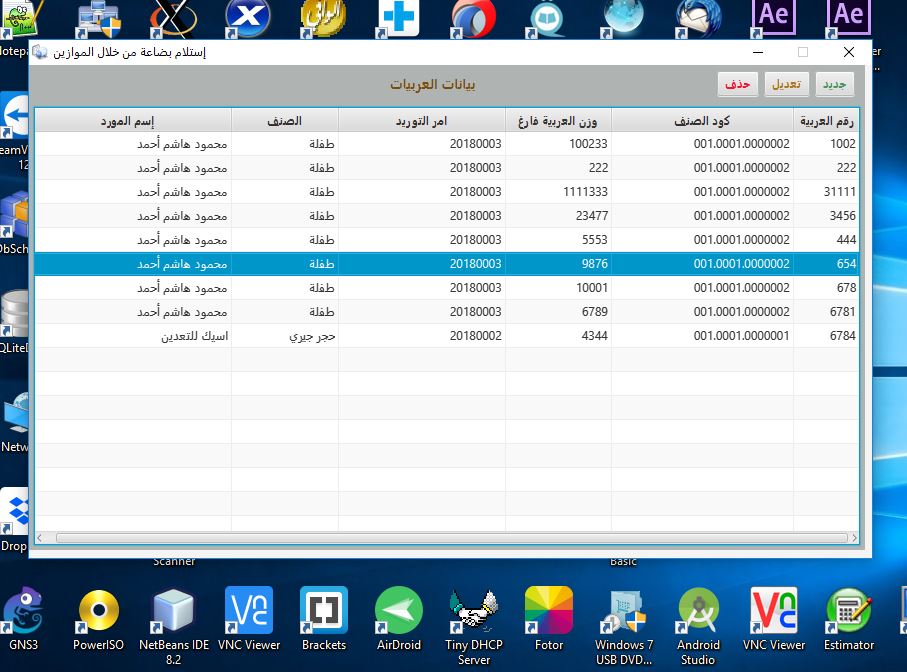 إستلام بضاعة من خلال الموازين
جديد تعديل حذف
بيانات العربيات
رقم العربية كود الصنف وزن العربية فارغ امر التوريد الصنف إسم المورد
1002 001.0001.0000002 100233 20180003 طفلة محمود هاشم أحمد
222 001.0001.0000002 222 20180003 طفلة محمود هاشم أحمد
31111 001.0001.0000002 1111333 20180003 طفلة محمود هاشم أحمد
3456 001.0001.0000002 23477 20180003 طفلة محمود هاشم أحمد
444 001.0001.0000002 5553 20180003 طفلة محمود هاشم أحمد
654 001.0001.0000002 9876 20180003 طفلة محمود هاشم أحمد
678 001.0001.0000002 10001 20180003 طفلة محمود هاشم أحمد
6781 001.0001.0000002 6789 20180003 طفلة محمود هاشم أحمد
6784 001.0001.0000001 4344 20180002 حجر جيري اسيك للتعدين
Ae Ae
Scanner Basic
GNS3 PowerISO NetBeans IDE 8.2 VNC Viewer Brackets AirDroid Tiny DHCP Server Fotor Windows 7 USB DVD... Android Studio VNC Viewer Estimator